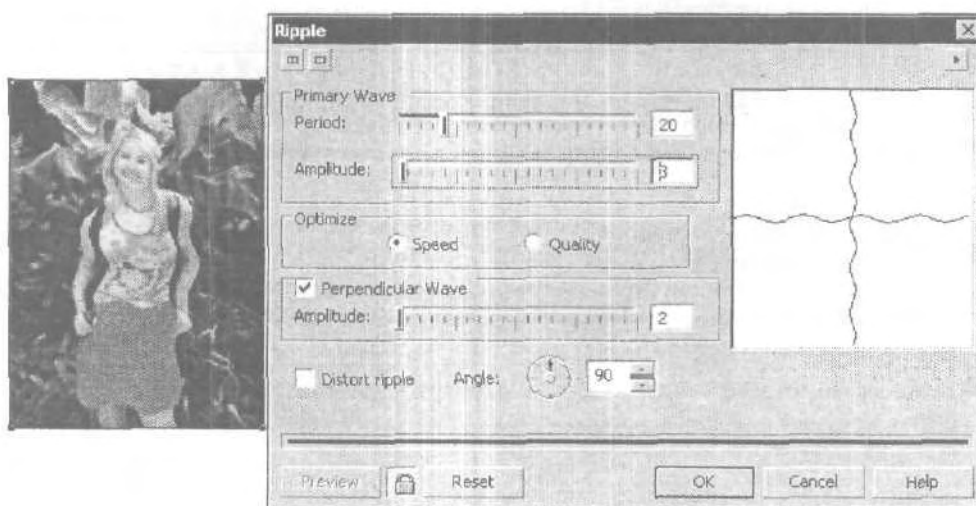 Ripple
Primary Wave
Period: 20
Amplitude: 3
Optimize
Speed Quality
Perpendicular Wave
Amplitude: 2
Distort ripple Angle: 90
Preview Reset OK Cancel Help